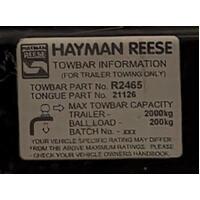 HAYMAN
REESE
HAYMAN REESE
TOWBAR INFORMATION
(FOR TRAILER TOWING ONLY)
TOWBAR PART No. R2465
TONGUE PART No. 21126
MAX TOWBAR CAPACITY
TRAILER - 2000kg
BALL LOAD - 200kg
BATCH No. - xxx
YOUR VEHICLE SPECIFIC RATING MAY DIFFER
FROM THE ABOVE MAXIMUM RATINGS. PLEASE
CHECK YOUR VEHICLE OWNERS HANDBOOK.